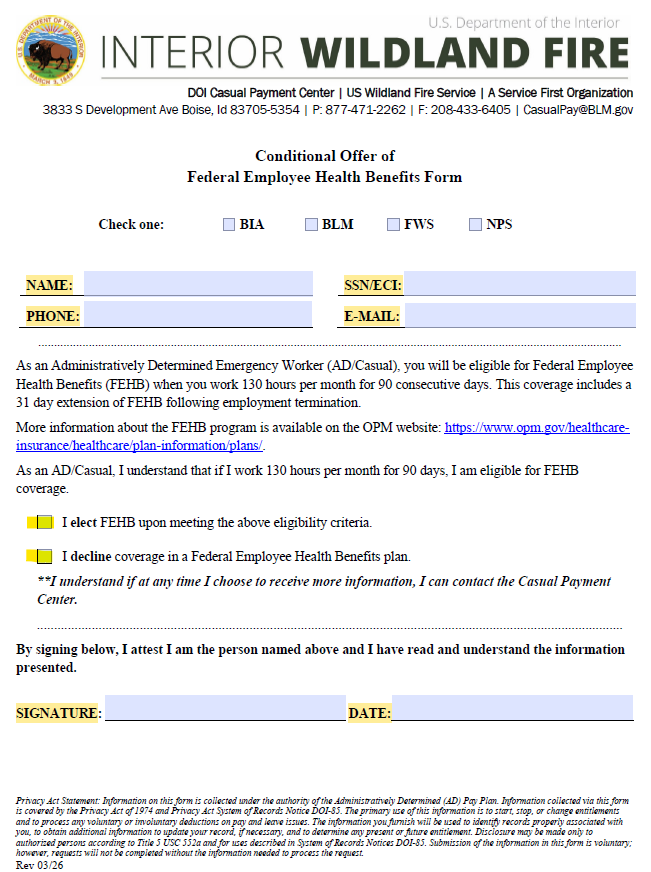 U.S. DEPARTMENT OF THE INTERIOR
MARCH 3, 1849
U.S. Department of the Interior
INTERIOR WILDLAND FIRE
DOI Casual Payment Center | US Wildland Fire Service | A Service First Organization
3833 S Development Ave Boise, Id 83705-5354 | P: 877-471-2262 | F: 208-433-6405 | CasualPay@BLM.gov
Conditional Offer of
Federal Employee Health Benefits Form
Check one: BIA BLM FWS NPS
NAME: SSN/ECI:
PHONE: E-MAIL:
As an Administratively Determined Emergency Worker (AD/Casual), you will be eligible for Federal Employee
Health Benefits (FEHB) when you work 130 hours per month for 90 consecutive days. This coverage includes a
31 day extension of FEHB following employment termination.
More information about the FEHB program is available on the OPM website: https://www.opm.gov/healthcare-
insurance/healthcare/plan-information/plans/.
As an AD/Casual, I understand that if I work 130 hours per month for 90 days, I am eligible for FEHB
coverage.
I elect FEHB upon meeting the above eligibility criteria.
I decline coverage in a Federal Employee Health Benefits plan.
**I understand if at any time I choose to receive more information, I can contact the Casual Payment
Center.
By signing below, I attest I am the person named above and I have read and understand the information
presented.
SIGNATURE: DATE:
Privacy Act Statement: Information on this form is collected under the authority of the Administratively Determined (AD) Pay Plan. Information collected via this form
is covered by the Privacy Act of 1974 and Privacy Act System of Records Notice DOI-85. The primary use of this information is to start, stop, or change entitlements
and to process any voluntary or involuntary deductions on pay and leave issues. The information you furnish will be used to identify records properly associated with
you, to obtain additional information to update your record, if necessary, and to determine any present or future entitlement. Disclosure may be made only to
authorized persons according to Title 5 USC 552a and for uses described in System of Records Notices DOI-85. Submission of the information in this form is voluntary;
however, requests will not be completed without the information needed to process the request.
Rev 03/26